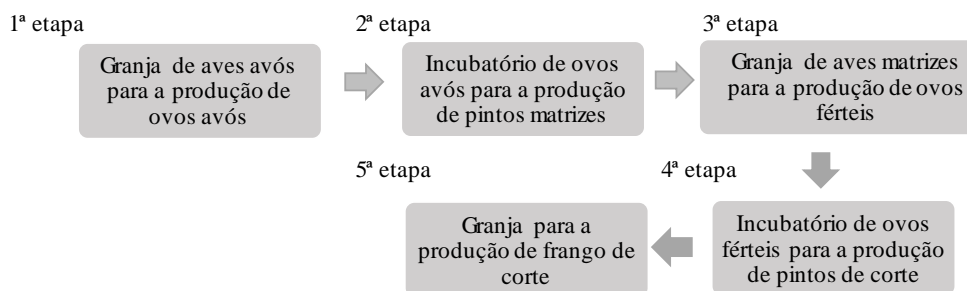 1ª etapa
Granja de aves avós
para a produção de
ovos avós
2ª etapa
Incubatório de ovos
avós para a produção
de pintos matrizes
3ª etapa
Granja de aves matrizes
para a produção de ovos
férteis
4ª etapa
Incubatório de ovos
férteis para a produção
de pintos de corte
5ª etapa
Granja para a
produção de frango de
corte